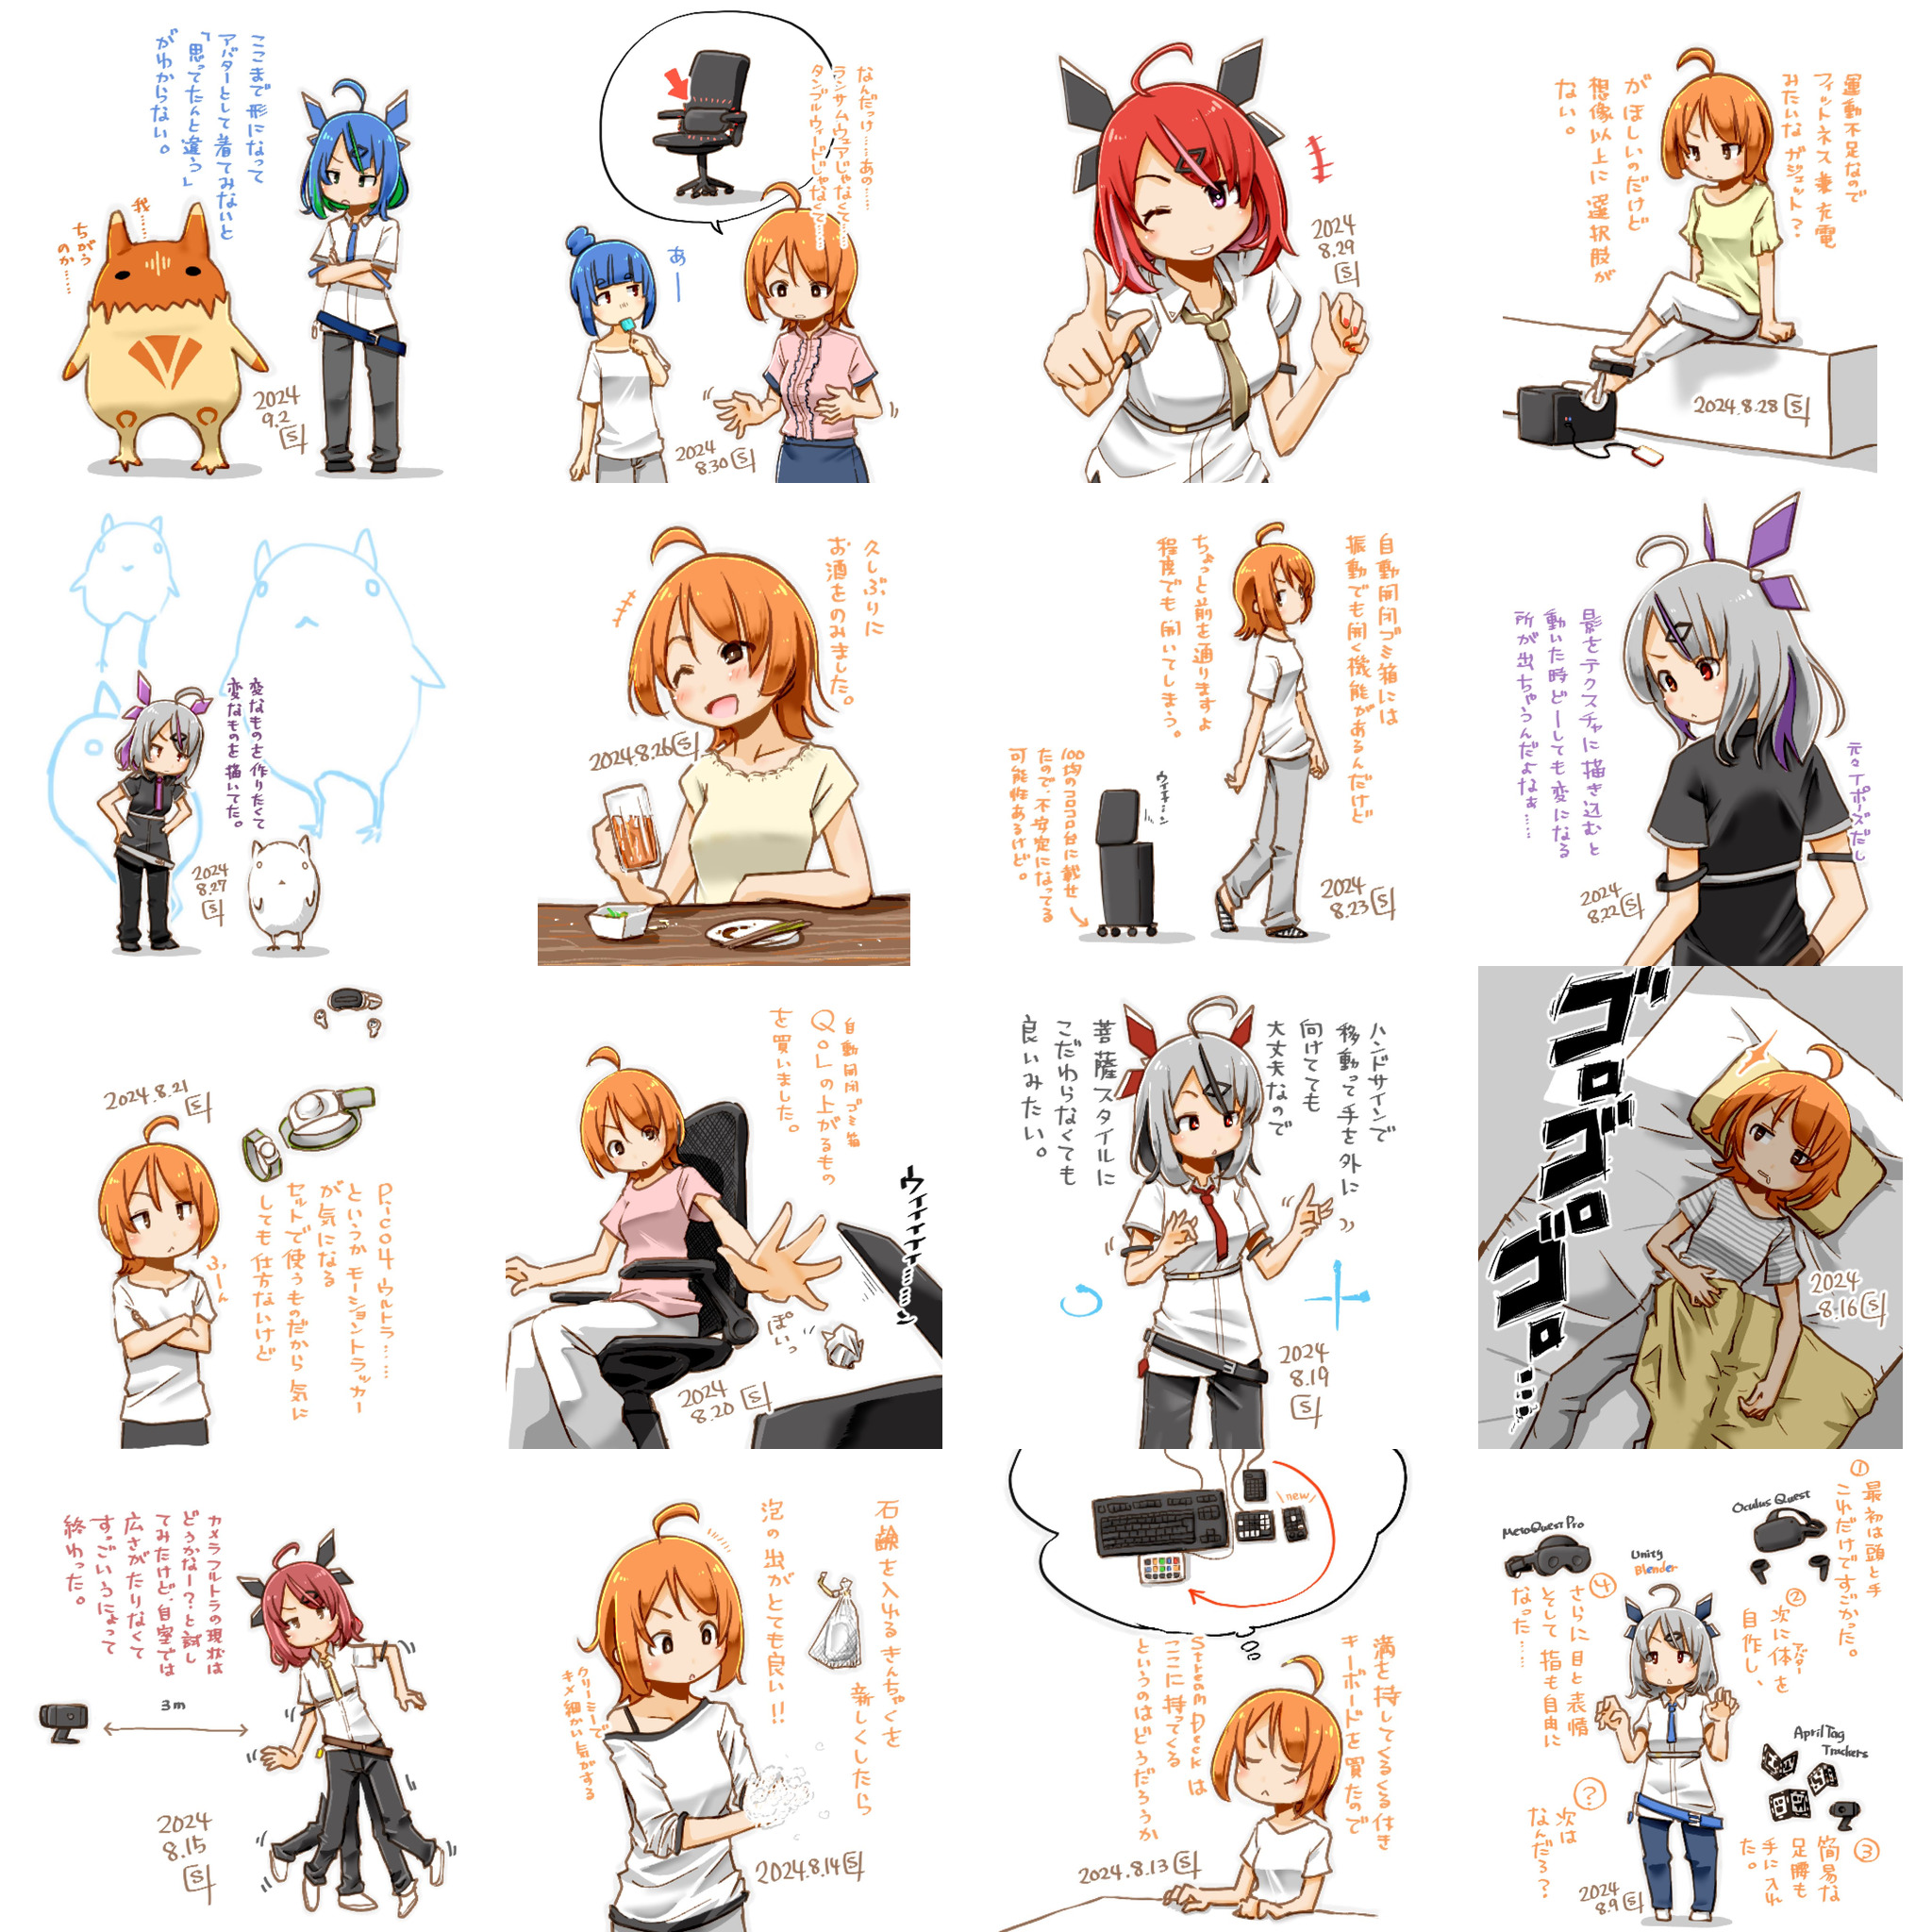 ここまで形になって
アバターとして着てみないと
「思ってたんと違う」
がわからない。
我……
ちがう
のか……
2024
9.2
S
なんだっけ……あの……
ランサムウェアじゃなくて……
タンブルウィードじゃなくて……
あー
2024
8.30 S
2024
8.29
S
運動不足なので
フィットネス兼充電
みたいなガジェット?
がほしいのだけど
想像以上に選択肢が
ない。
2024.8.28 S
変なものを作りたくて
変なものを描いてた。
2024
8.27
S
久しぶりに
お酒をのみました。
2024.8.26 S
自動開閉ゴミ箱には
振動でも開く機能があるんだけど
ちょっと前を通りますよ
程度でも開いてしまう。
ウイィーン
100均のコロコロ台に載せ
たので、不安定になってる
可能性あるけど。
2024
8.23 S
影をテクスチャに描き込むと
動いた時どーしても変になる
所が出ちゃうんだよなぁ……
元々Tポーズだし
2024
8.22 S
2024.8.21
S
Pico4ウルトラ……
というかモーショントラッカー
が気になる
セットで使うものだから気に
しても仕方ないけど
ふーん
自動開閉ゴミ箱
QOLの上がるもの
を買いました。
ウイイイイ……ン
ぽいっ
2024
8.20 S
ハンドサインで
移動って手を外に
向けてても
大丈夫なので
菩薩スタイルに
こだわらなくても
良いみたい。
2024
8.19
S
ゴロゴロゴロ……
2024
8.16 S
カメラフルトラの現状は
どうかなー?と試し
てみたけど、自室では
広さがたりなくて
すっごいうにょって
終わった。
3m
2024
8.15
S
石鹸を入れるきんちゃくを
新しくしたら
泡の出がとても良い!!
クリーミーで
キメ細かい気がする
2024.8.14 S
new
満を持してくるくる付き
キーボードを買たので
Stream Deckは
ここに持ってくる
というのはどうだろうか
2024.8.13 S
①
最初は頭と手
これだけですごかった。
Oculus Quest
②
次に体を
アバター
自作し、
Unity
Blender
③
簡易な
足腰も
手に入れ
た。
AprilTag
Trackers
MetaQuest Pro
④
さらに目と表情
そして指も自由に
なった……
?
次は
なんだろ?
2024
8.9 S